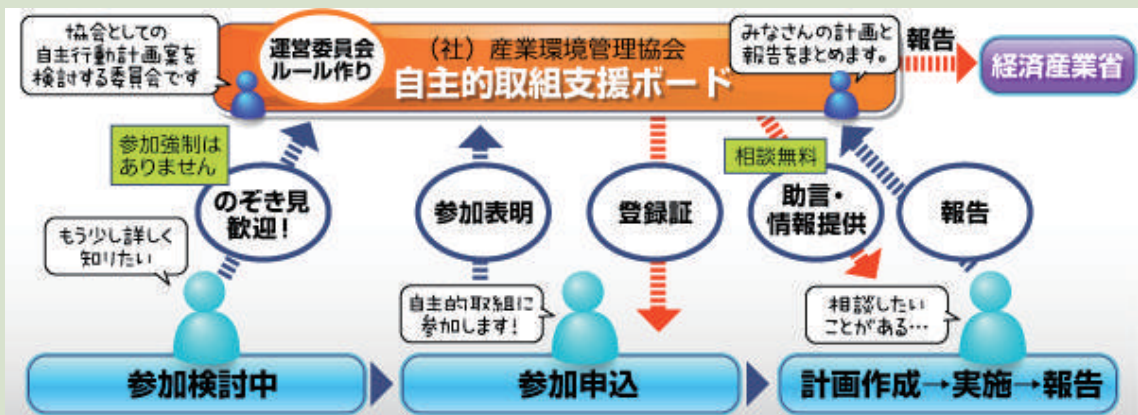 協会としての
自主行動計画案を
検討する委員会です
運営委員会
ルール作り
（社）産業環境管理協会
自主的取組支援ボード
みなさんの計画と
報告をまとめます。
報告
経済産業省
参加強制は
ありません
のぞき見
歓迎！
参加表明
登録証
相談無料
助言・
情報提供
報告
もう少し詳しく
知りたい
自主的取組に
参加します！
相談したい
ことがある…
参加検討中
参加申込
計画作成→実施→報告